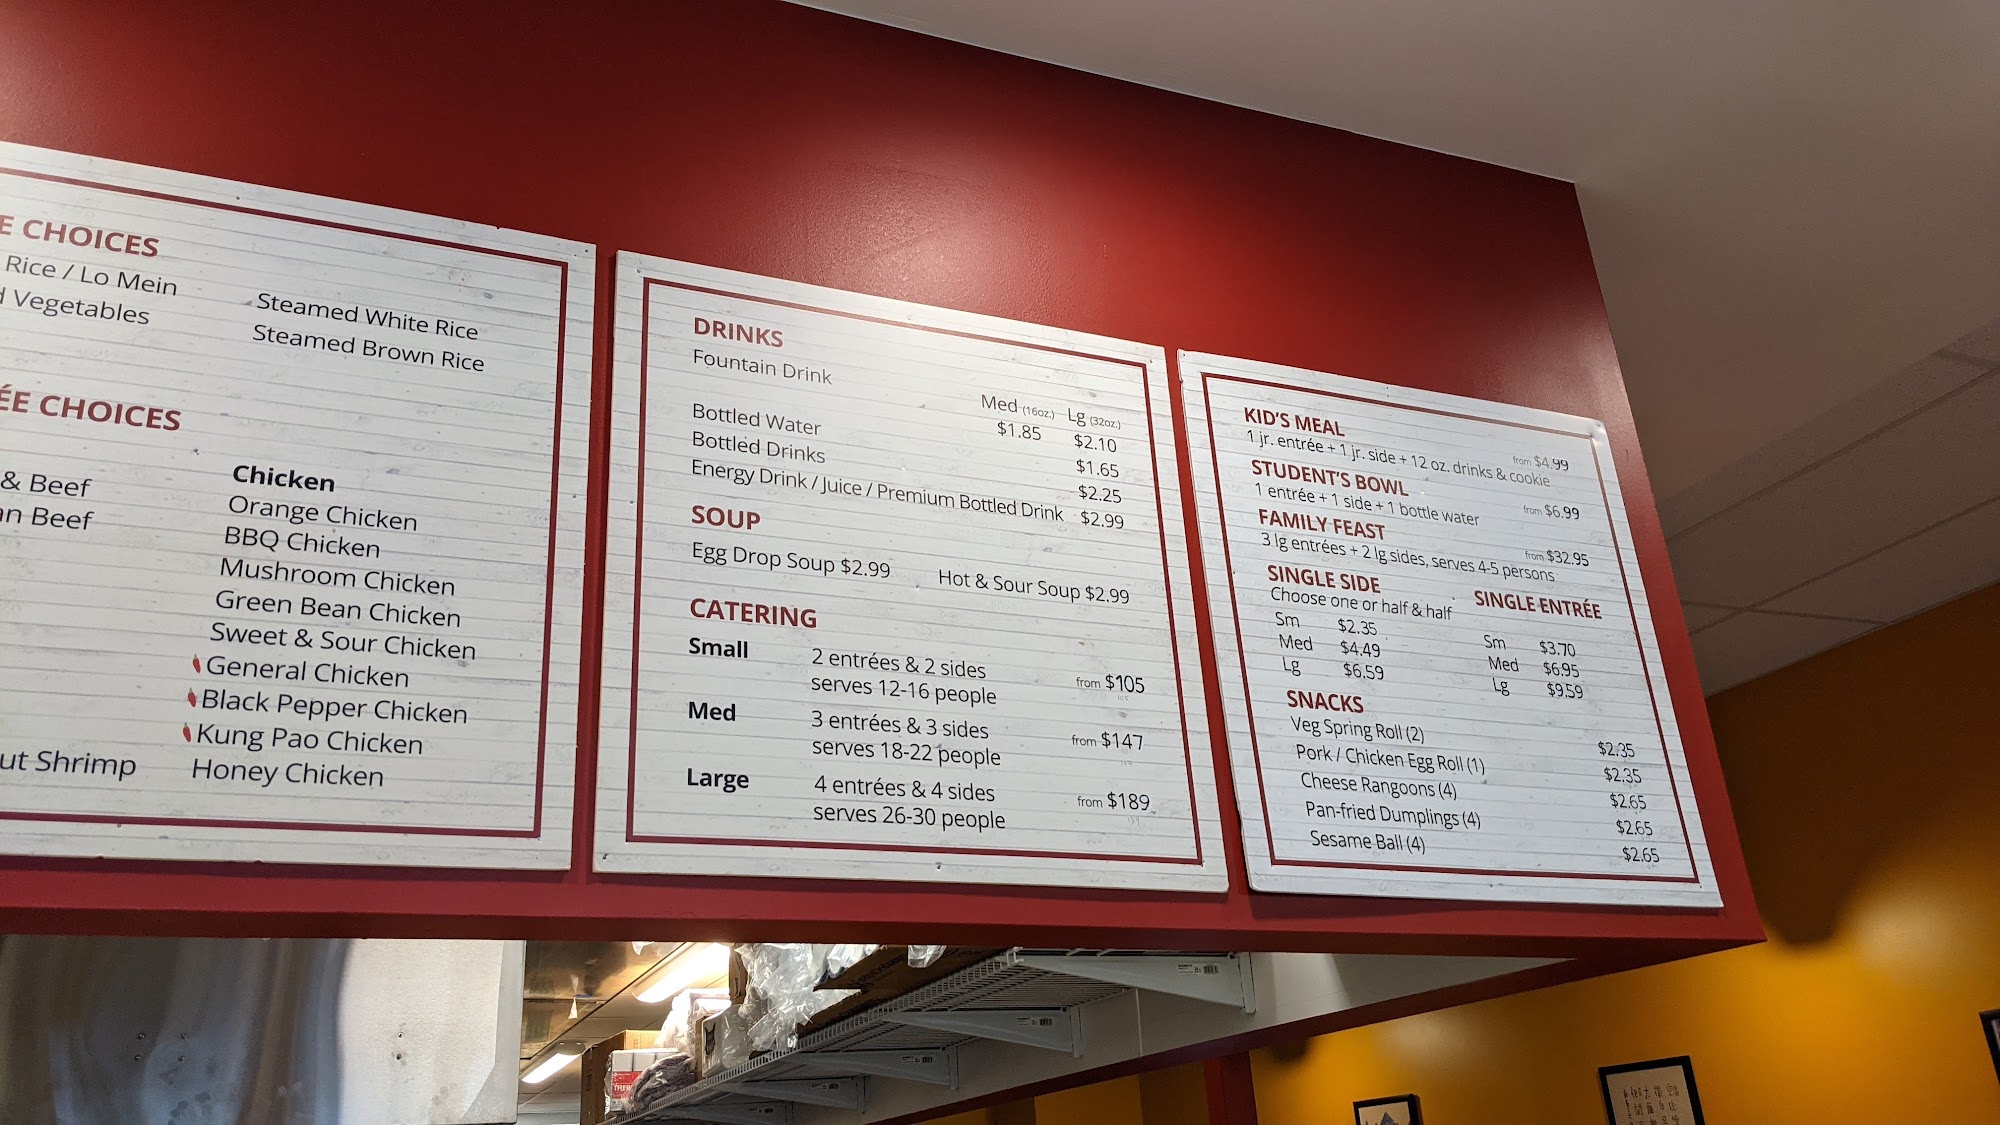 E CHOICES
Rice / Lo Mein
Vegetables
Steamed White Rice
Steamed Brown Rice
ÉE CHOICES
& Beef
an Beef
ut Shrimp
Chicken
Orange Chicken
BBQ Chicken
Mushroom Chicken
Green Bean Chicken
Sweet & Sour Chicken
General Chicken
Black Pepper Chicken
Kung Pao Chicken
Honey Chicken
DRINKS
Fountain Drink
Med (16oz.) Lg (32oz.)
$1.85 $2.10
Bottled Water $1.65
Bottled Drinks $2.25
Energy Drink / Juice / Premium Bottled Drink $2.99
SOUP
Egg Drop Soup $2.99 Hot & Sour Soup $2.99
CATERING
Small 2 entrées & 2 sides
serves 12-16 people from $105
Med 3 entrées & 3 sides
serves 18-22 people from $147
Large 4 entrées & 4 sides
serves 26-30 people from $189
KID'S MEAL from $4.99
1 jr. entrée + 1 jr. side + 12 oz. drinks & cookie
STUDENT'S BOWL from $6.99
1 entrée + 1 side + 1 bottle water
FAMILY FEAST from $32.95
3 lg entrées + 2 lg sides, serves 4-5 persons
SINGLE SIDE
Choose one or half & half
Sm $2.35
Med $4.49
Lg $6.59
SINGLE ENTRÉE
Sm $3.70
Med $6.95
Lg $9.59
SNACKS
Veg Spring Roll (2) $2.35
Pork / Chicken Egg Roll (1) $2.35
Cheese Rangoons (4) $2.65
Pan-fried Dumplings (4) $2.65
Sesame Ball (4) $2.65